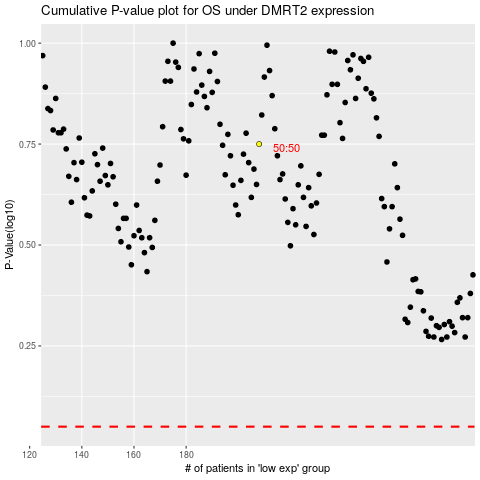 Cumulative P-value plot for OS under DMRT2 expression
1.00
0.75
0.50
0.25
P-Value(log10)
50:50
120 140 160 180
# of patients in 'low exp' group